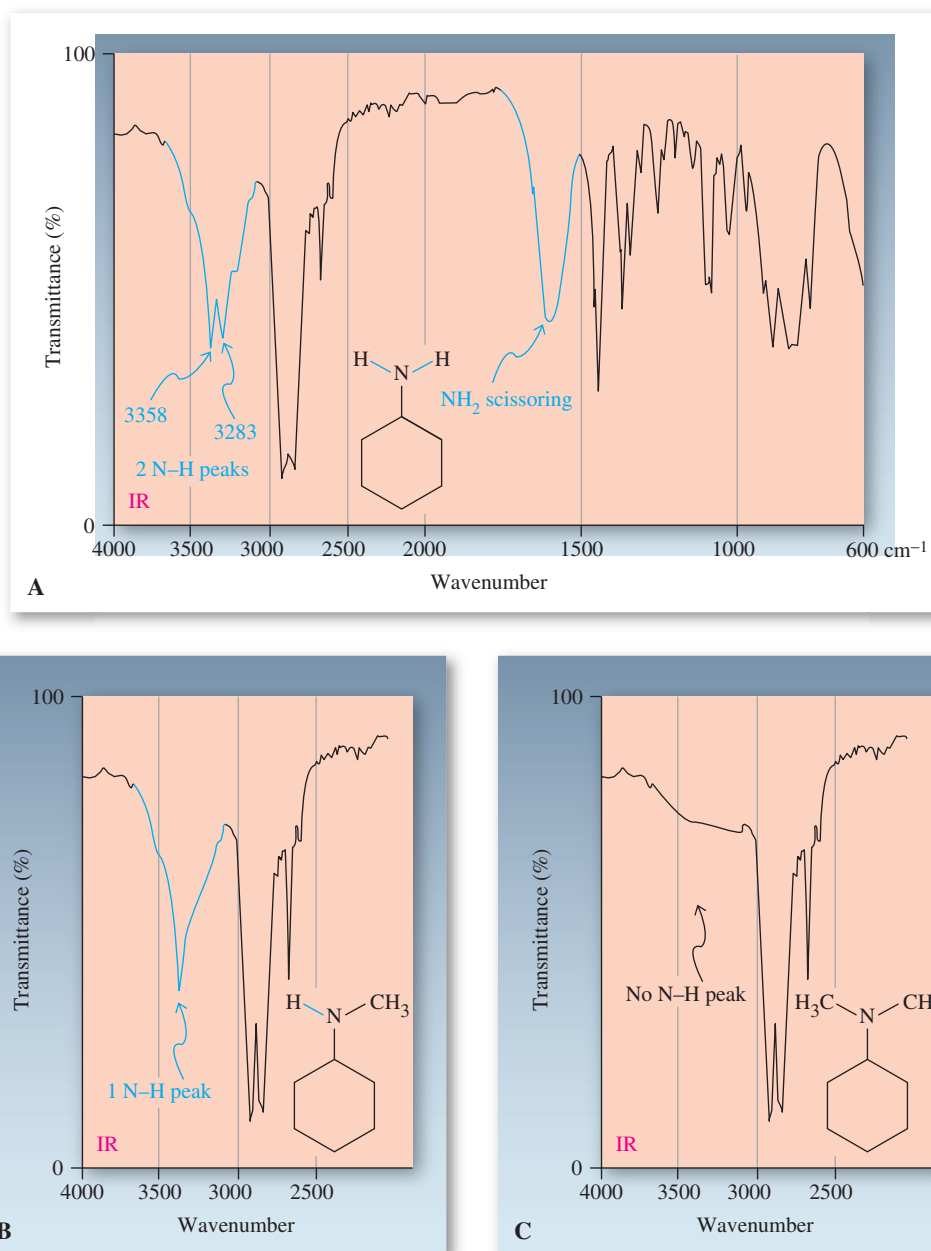 100
Transmittance (%)
H
N
H
3358
3283
NH2 scissoring
2 N–H peaks
IR
0
4000 3500 3000 2500 2000 1500 1000 600 cm⁻¹
Wavenumber
A
100
Transmittance (%)
H
N
CH3
1 N–H peak
IR
0
4000 3500 3000 2500
Wavenumber
B
100
Transmittance (%)
No N–H peak
H3C
N
CH
IR
0
4000 3000 2500
Wavenumber
C